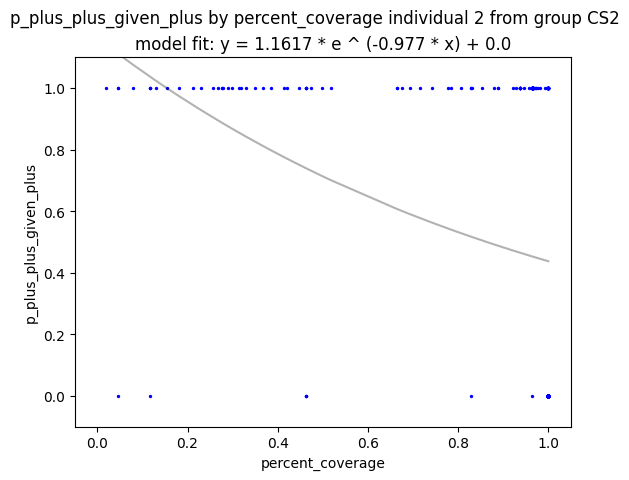 p_plus_plus_given_plus by percent_coverage individual 2 from group CS2
model fit: y = 1.1617 * e ^ (-0.977 * x) + 0.0
1.0
0.8
0.6
0.4
0.2
0.0
p_plus_plus_given_plus
0.0 0.2 0.4 0.6 0.8 1.0
percent_coverage